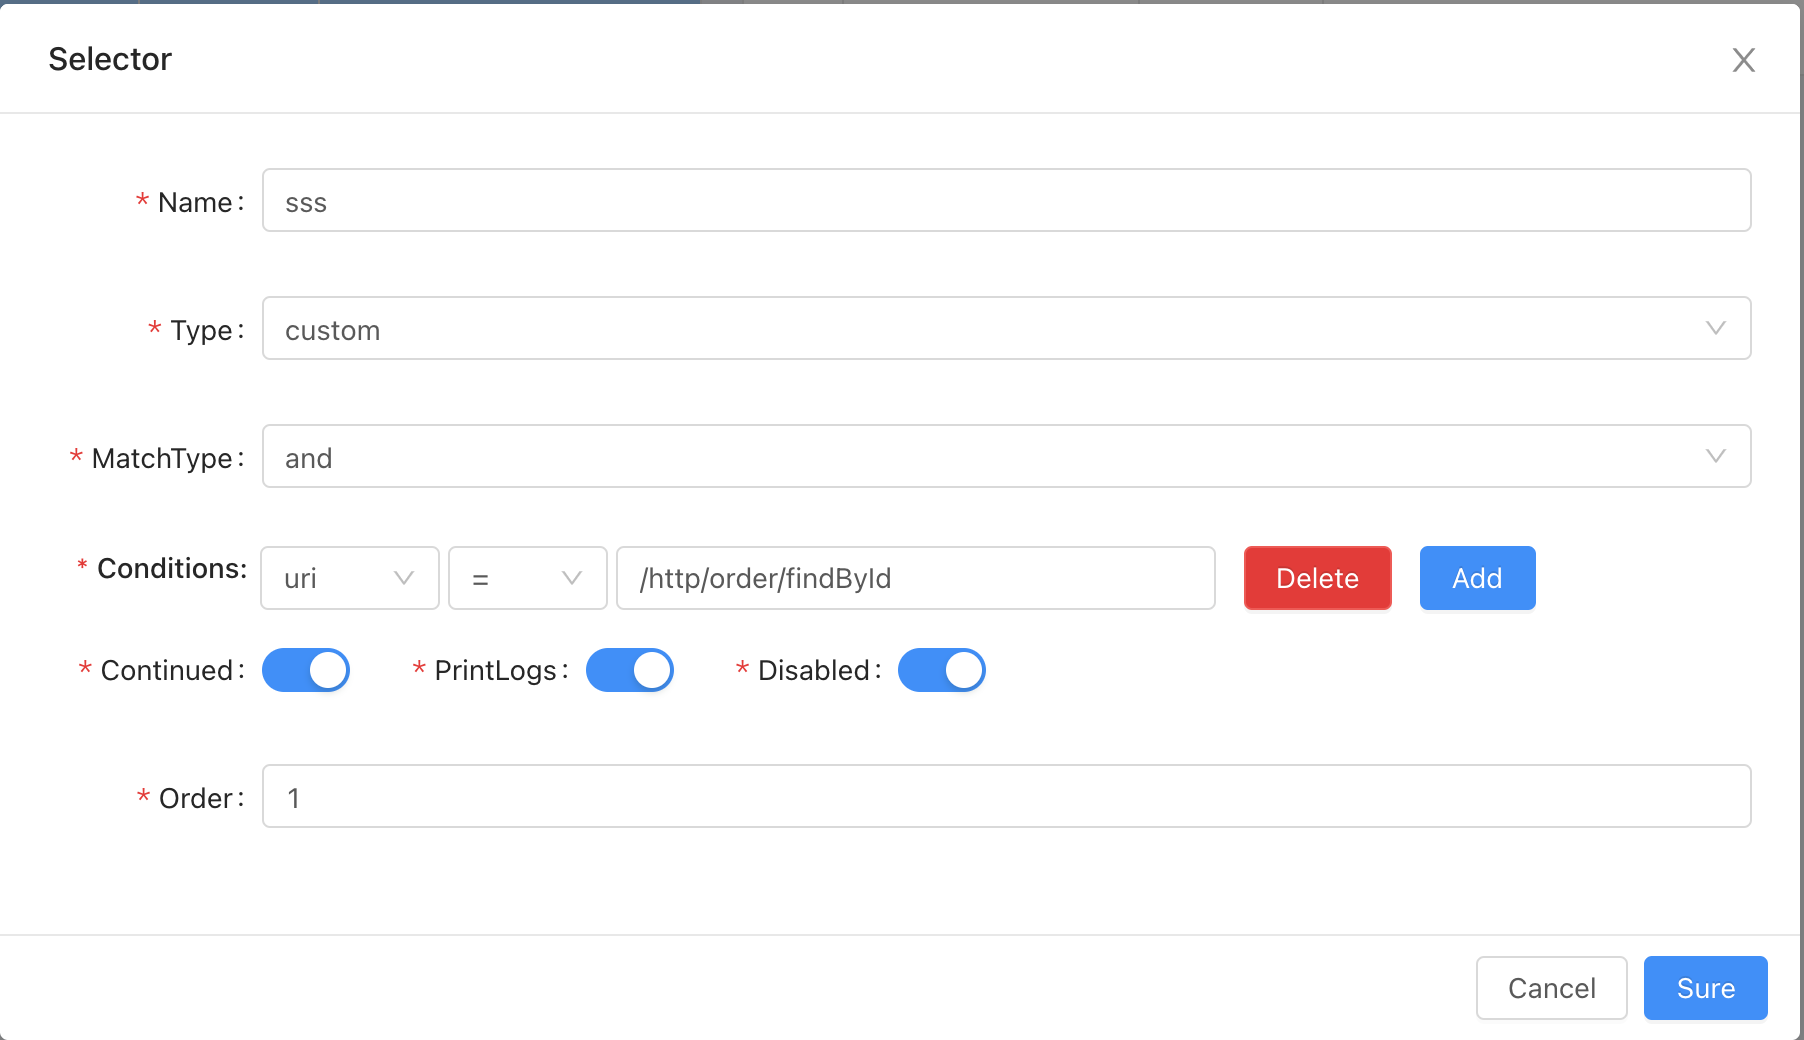 Selector
* Name: sss
* Type: custom
* MatchType: and
* Conditions: uri = /http/order/findById Delete Add
* Continued: * PrintLogs: * Disabled:
* Order: 1
Cancel Sure